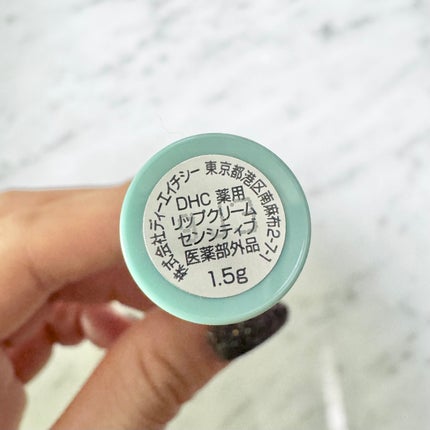 株式会社ディーエイチシー 東京都港区南麻布2-7-1
DHC 薬用
リップクリーム
センシティブ
医薬部外品
1.5g